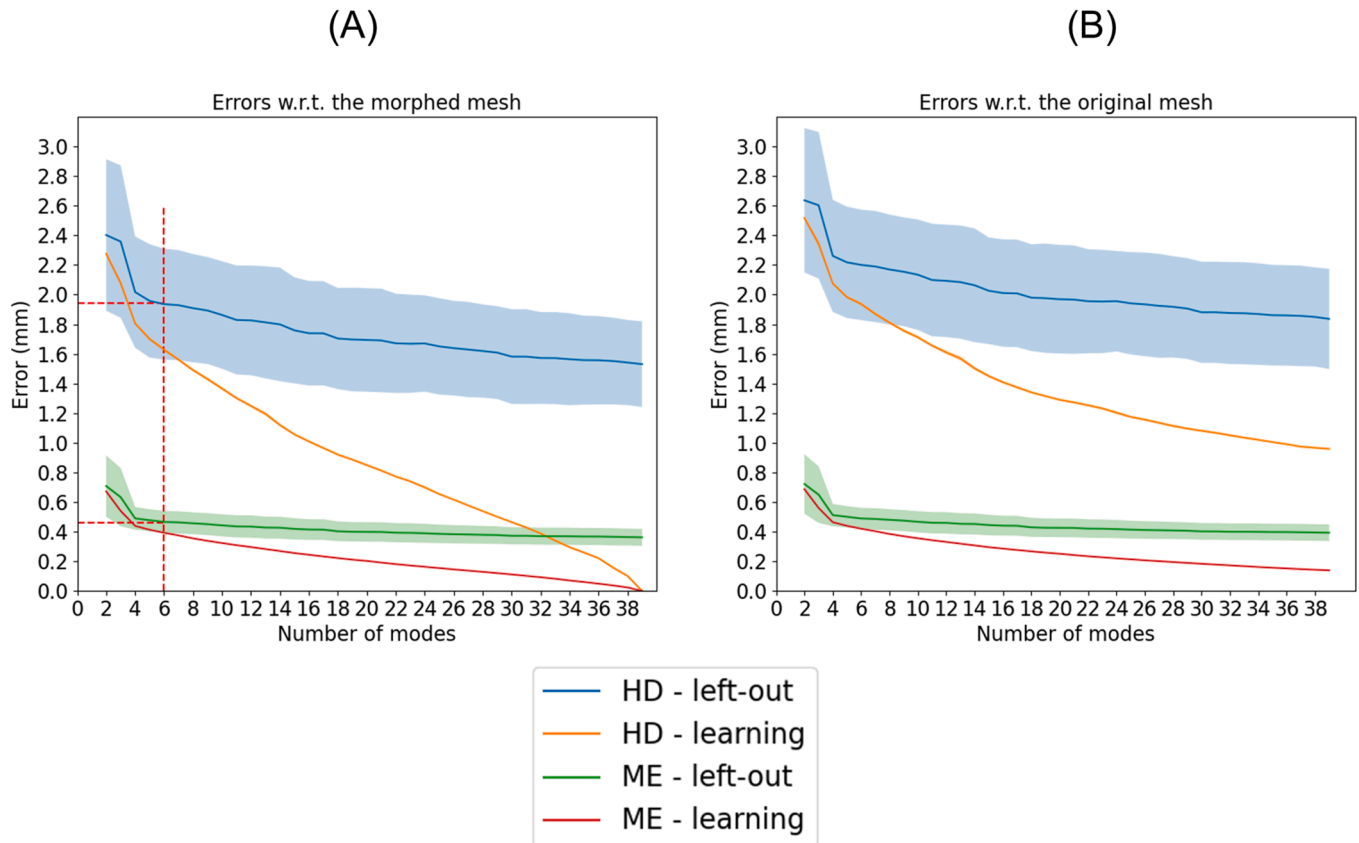 (A)
(B)
Errors w.r.t. the morphed mesh
Errors w.r.t. the original mesh
3.0
2.8
2.6
2.4
2.2
2.0
1.8
1.6
1.4
1.2
1.0
0.8
0.6
0.4
0.2
0.0
Error (mm)
0 2 4 6 8 10 12 14 16 18 20 22 24 26 28 30 32 34 36 38
Number of modes
3.0
2.8
2.6
2.4
2.2
2.0
1.8
1.6
1.4
1.2
1.0
0.8
0.6
0.4
0.2
0.0
Error (mm)
0 2 4 6 8 10 12 14 16 18 20 22 24 26 28 30 32 34 36 38
Number of modes
HD - left-out
HD - learning
ME - left-out
ME - learning